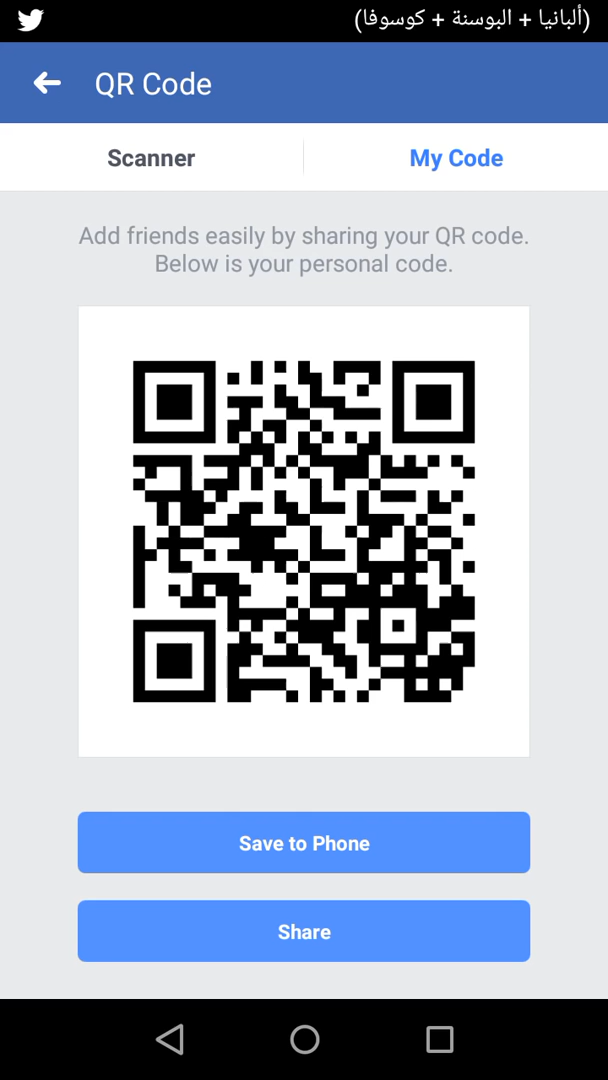 (ألبانيا + البوسنة + كوسوفا)
QR Code
Scanner
My Code
Add friends easily by sharing your QR code.
Below is your personal code.
Save to Phone
Share